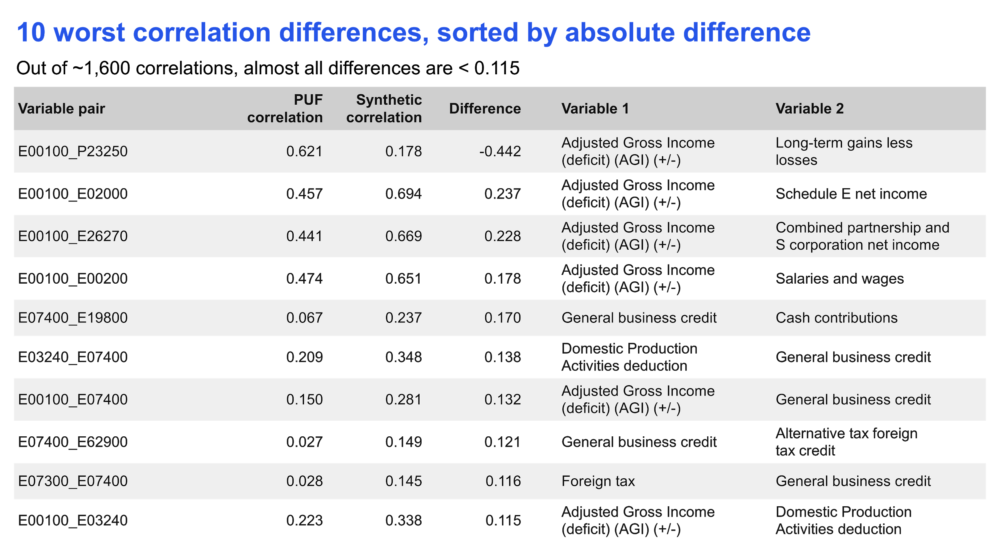 10 worst correlation differences, sorted by absolute difference
Out of ~1,600 correlations, almost all differences are < 0.115
Variable pair PUF correlation Synthetic correlation Difference Variable 1 Variable 2
E00100_P23250 0.621 0.178 -0.442 Adjusted Gross Income (deficit) (AGI) (+/-) Long-term gains less losses
E00100_E02000 0.457 0.694 0.237 Adjusted Gross Income (deficit) (AGI) (+/-) Schedule E net income
E00100_E26270 0.441 0.669 0.228 Adjusted Gross Income (deficit) (AGI) (+/-) Combined partnership and S corporation net income
E00100_E00200 0.474 0.651 0.178 Adjusted Gross Income (deficit) (AGI) (+/-) Salaries and wages
E07400_E19800 0.067 0.237 0.170 General business credit Cash contributions
E03240_E07400 0.209 0.348 0.138 Domestic Production Activities deduction General business credit
E00100_E07400 0.150 0.281 0.132 Adjusted Gross Income (deficit) (AGI) (+/-) General business credit
E07400_E62900 0.027 0.149 0.121 General business credit Alternative tax foreign tax credit
E07300_E07400 0.028 0.145 0.116 Foreign tax General business credit
E00100_E03240 0.223 0.338 0.115 Adjusted Gross Income (deficit) (AGI) (+/-) Domestic Production Activities deduction